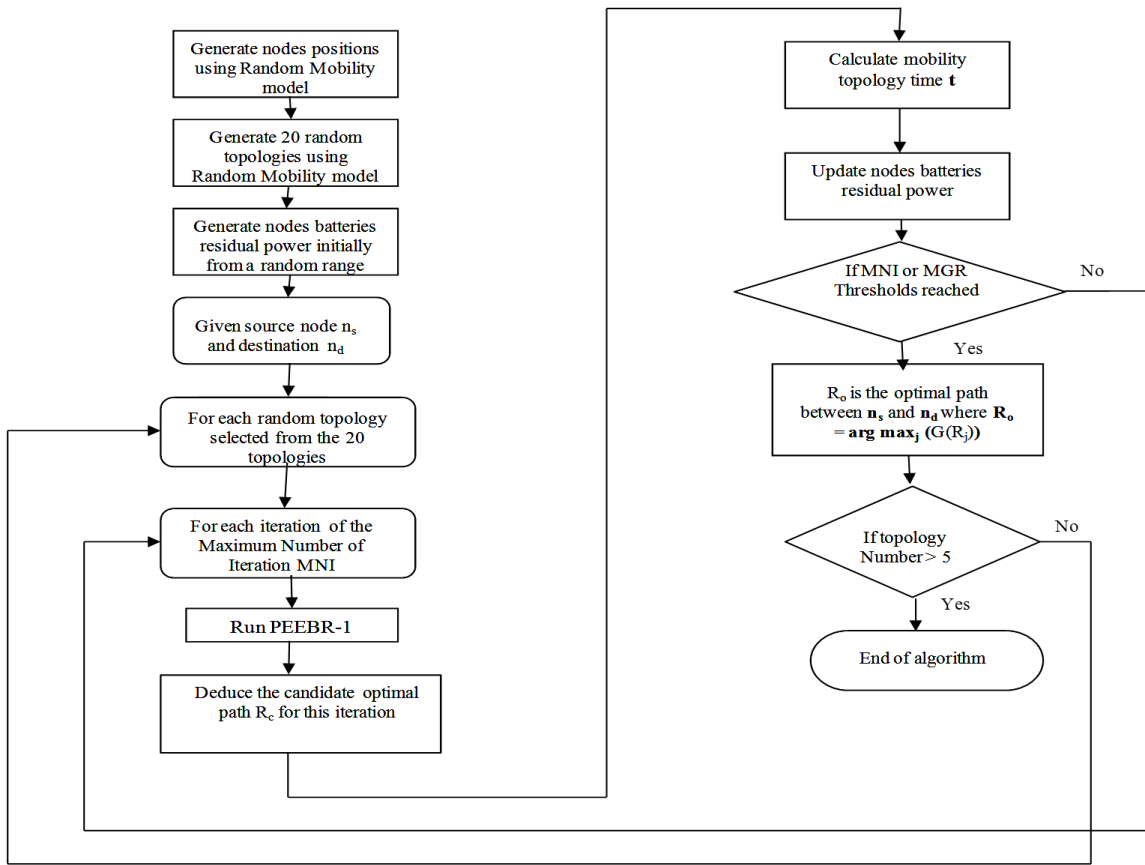 Generate nodes positions
using Random Mobility
model
Generate 20 random
topologies using
Random Mobility model
Generate nodes batteries
residual power initially
from a random range
Given source node nₛ
and destination n_d
For each random topology
selected from the 20
topologies
For each iteration of the
Maximum Number of
Iteration MNI
Run PEEBR-1
Deduce the candidate optimal
path R_c for this iteration
Calculate mobility
topology time t
Update nodes batteries
residual power
If MNI or MGR
Thresholds reached
No
Yes
Rₒ is the optimal path
between nₛ and n_d where Rₒ
= arg maxⱼ (G(Rⱼ))
If topology
Number > 5
No
Yes
End of algorithm